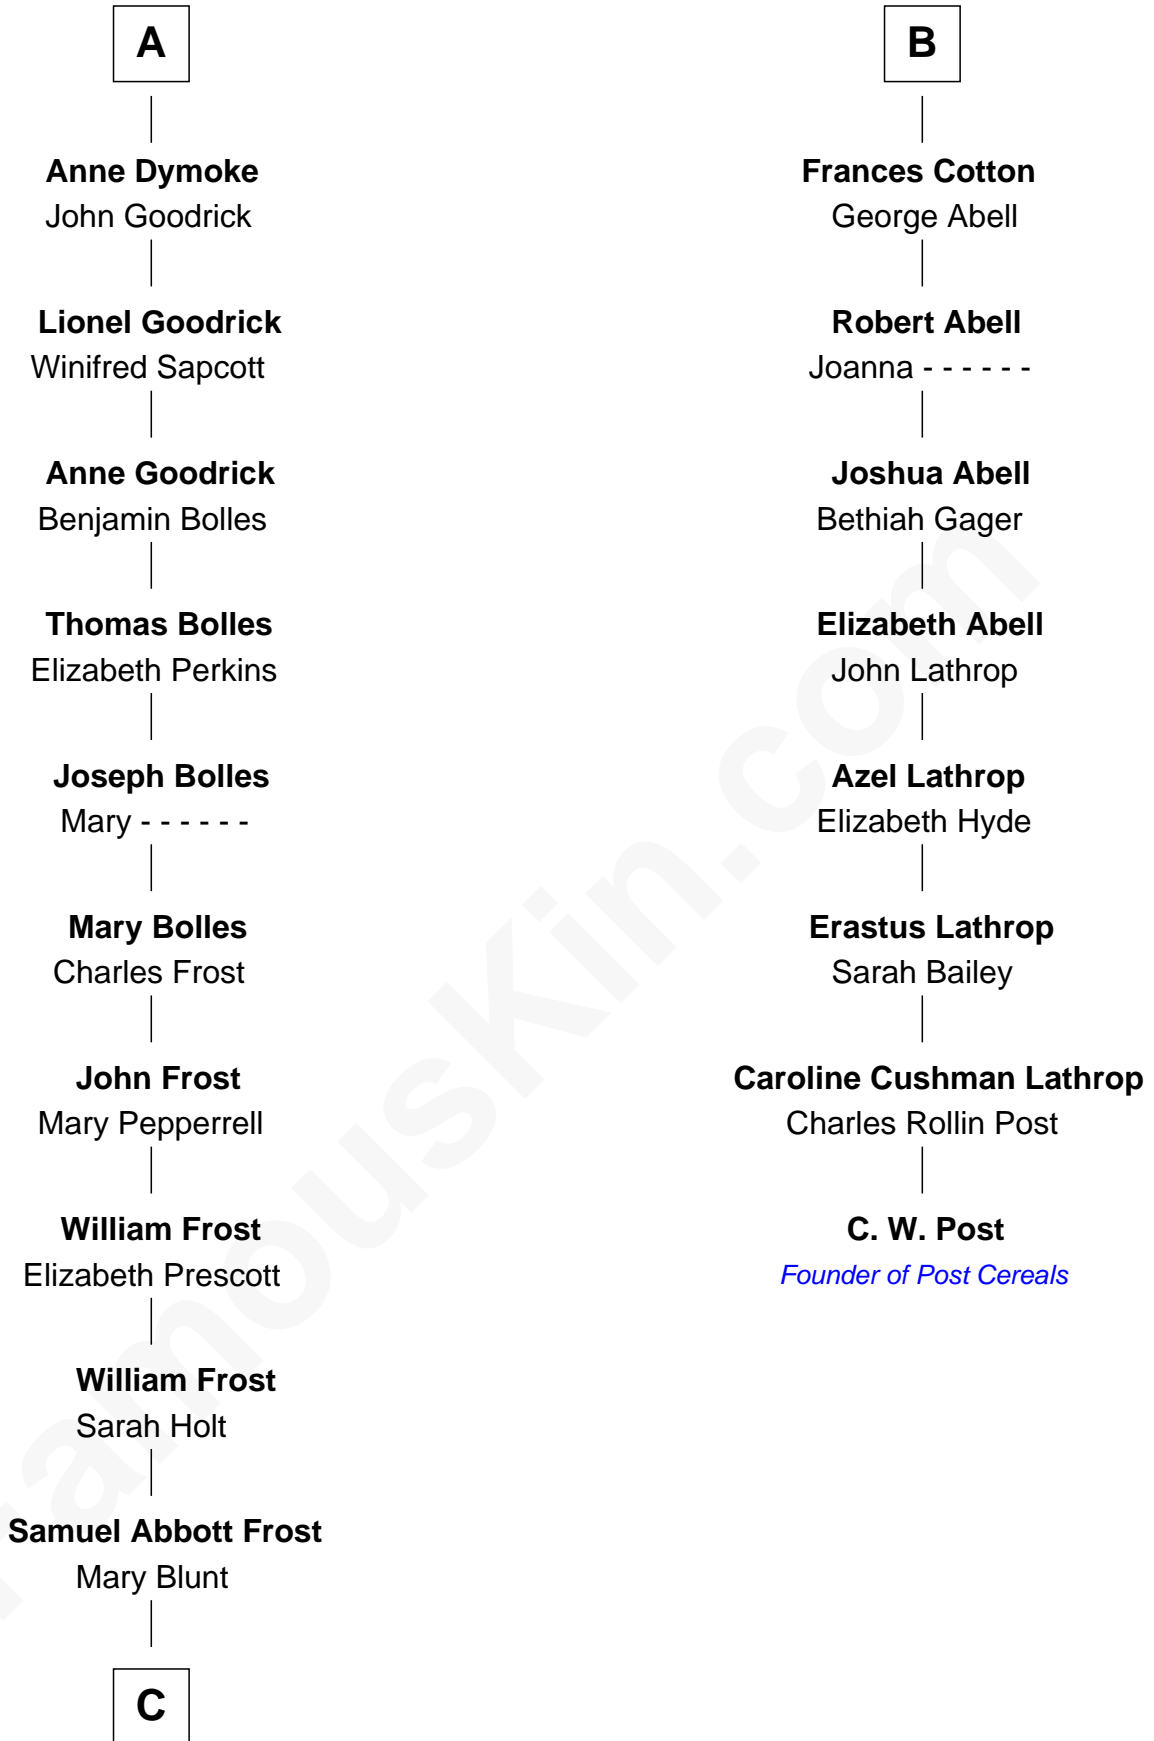 A
Anne Dymoke
John Goodrick
Lionel Goodrick
Winifred Sapcott
Anne Goodrick
Benjamin Bolles
Thomas Bolles
Elizabeth Perkins
Joseph Bolles
Mary - - - - - -
Mary Bolles
Charles Frost
John Frost
Mary Pepperrell
William Frost
Elizabeth Prescott
William Frost
Sarah Holt
Samuel Abbott Frost
Mary Blunt
C
B
Frances Cotton
George Abell
Robert Abell
Joanna - - - - - -
Joshua Abell
Bethiah Gager
Elizabeth Abell
John Lathrop
Azel Lathrop
Elizabeth Hyde
Erastus Lathrop
Sarah Bailey
Caroline Cushman Lathrop
Charles Rollin Post
C. W. Post
Founder of Post Cereals
FamousKin.com